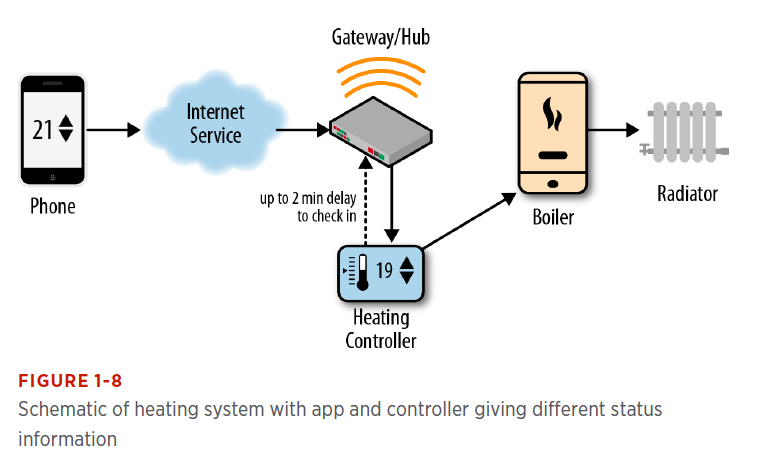 Gateway/Hub
Internet
Service
21
Phone
up to 2 min delay
to check in
19
Heating
Controller
Boiler
Radiator
FIGURE 1-8
Schematic of heating system with app and controller giving different status
information